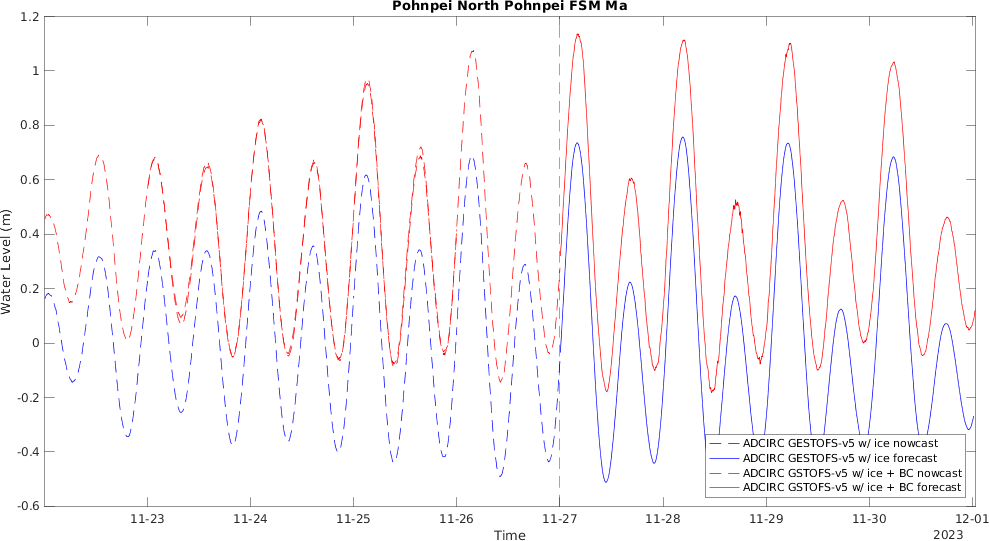 Pohnpei North Pohnpei FSM Ma
1.2
1
0.8
0.6
0.4
0.2
0
-0.2
-0.4
-0.6
Water Level (m)
11-23 11-24 11-25 11-26 11-27 11-28 11-29 11-30 12-01
Time
2023
ADCIRC GESTOFS-v5 w/ ice nowcast
ADCIRC GESTOFS-v5 w/ ice forecast
ADCIRC GSTOFS-v5 w/ ice + BC nowcast
ADCIRC GSTOFS-v5 w/ ice + BC forecast